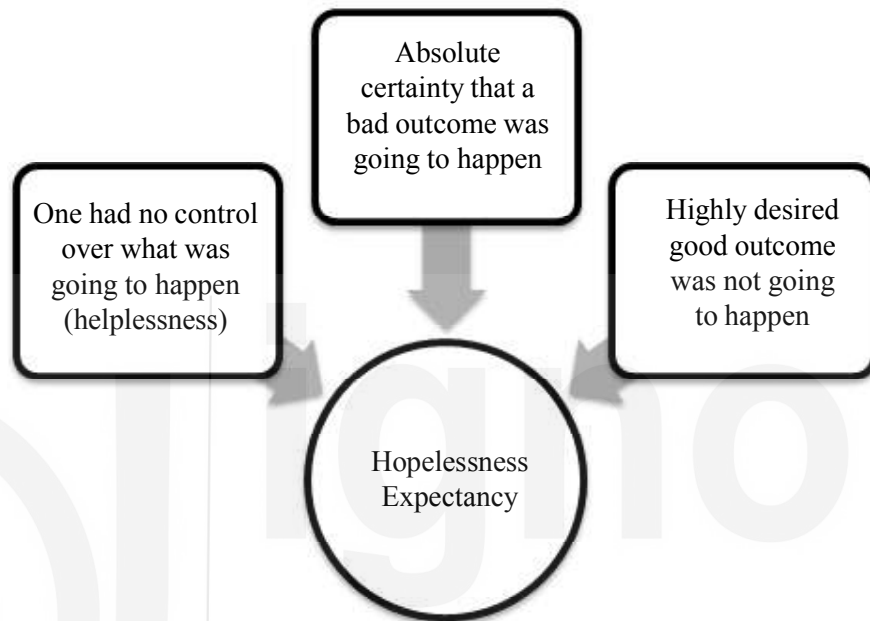 Absolute
certainty that a
bad outcome was
going to happen
One had no control
over what was
going to happen
(helplessness)
Highly desired
good outcome
was not going
to happen
Hopelessness
Expectancy
igno